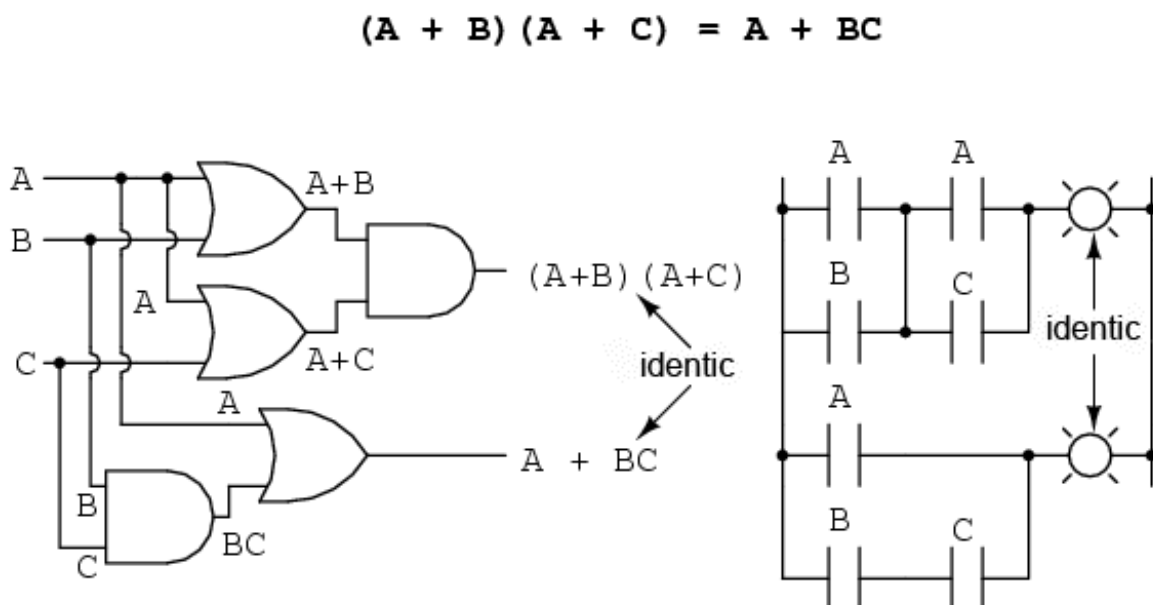 (A + B)(A + C) = A + BC
A
A+B
B
(A+B)(A+C)
A
A+C
C
identic
A
A + BC
B
BC
C
A
A
B
C
identic
A
B
C